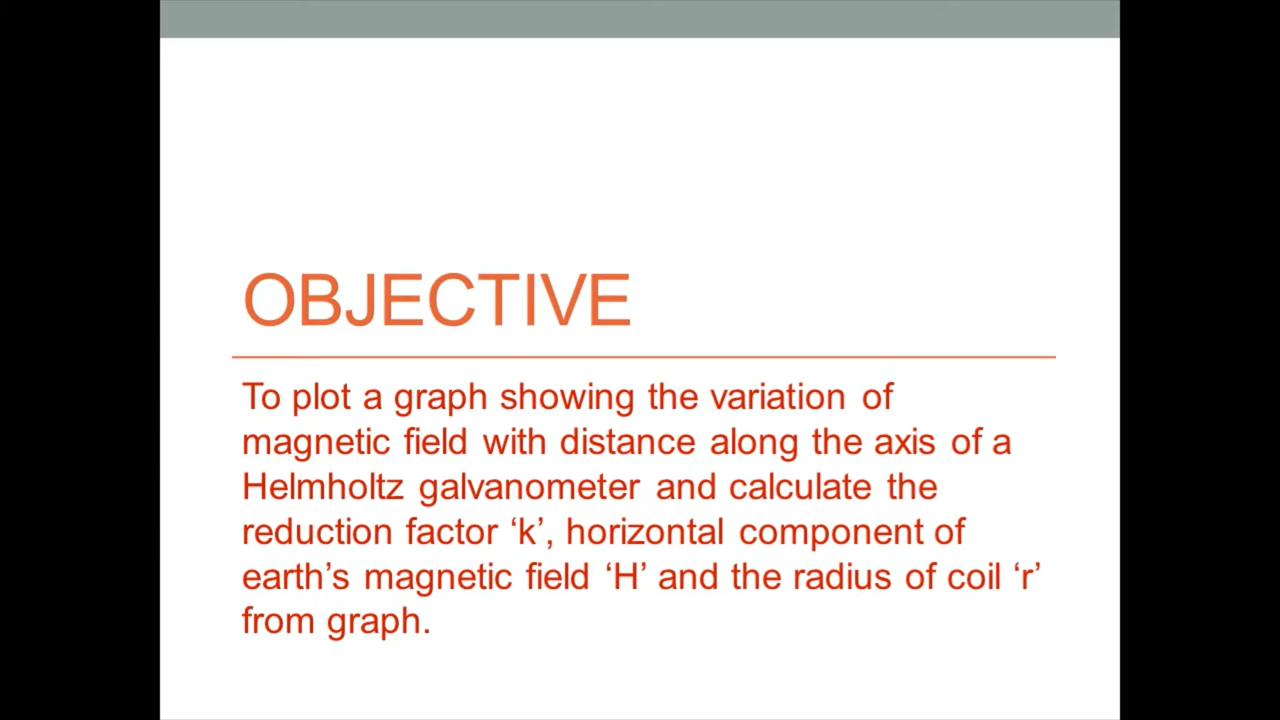 OBJECTIVE
To plot a graph showing the variation of
magnetic field with distance along the axis of a
Helmholtz galvanometer and calculate the
reduction factor ‘k’, horizontal component of
earth’s magnetic field ‘H’ and the radius of coil ‘r’
from graph.